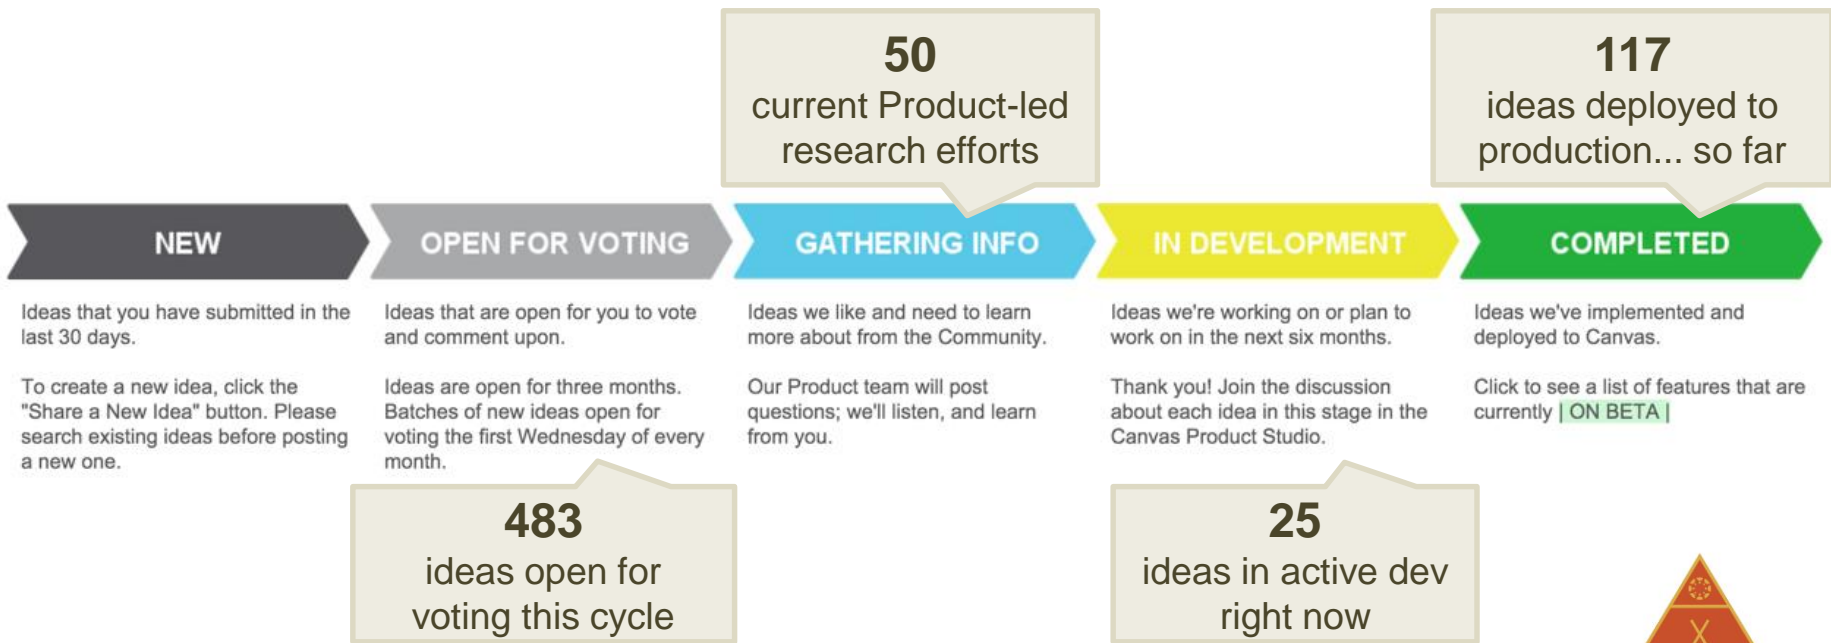 50
current Product-led
research efforts
117
ideas deployed to
production... so far
NEW
OPEN FOR VOTING
GATHERING INFO
IN DEVELOPMENT
COMPLETED
Ideas that you have submitted in the
last 30 days.
To create a new idea, click the
"Share a New Idea" button. Please
search existing ideas before posting
a new one.
Ideas that are open for you to vote
and comment upon.
Ideas are open for three months.
Batches of new ideas open for
voting the first Wednesday of every
month.
Ideas we like and need to learn
more about from the Community.
Our Product team will post
questions; we'll listen, and learn
from you.
Ideas we're working on or plan to
work on in the next six months.
Thank you! Join the discussion
about each idea in this stage in the
Canvas Product Studio.
Ideas we've implemented and
deployed to Canvas.
Click to see a list of features that are
currently | ON BETA |
483
ideas open for
voting this cycle
25
ideas in active dev
right now